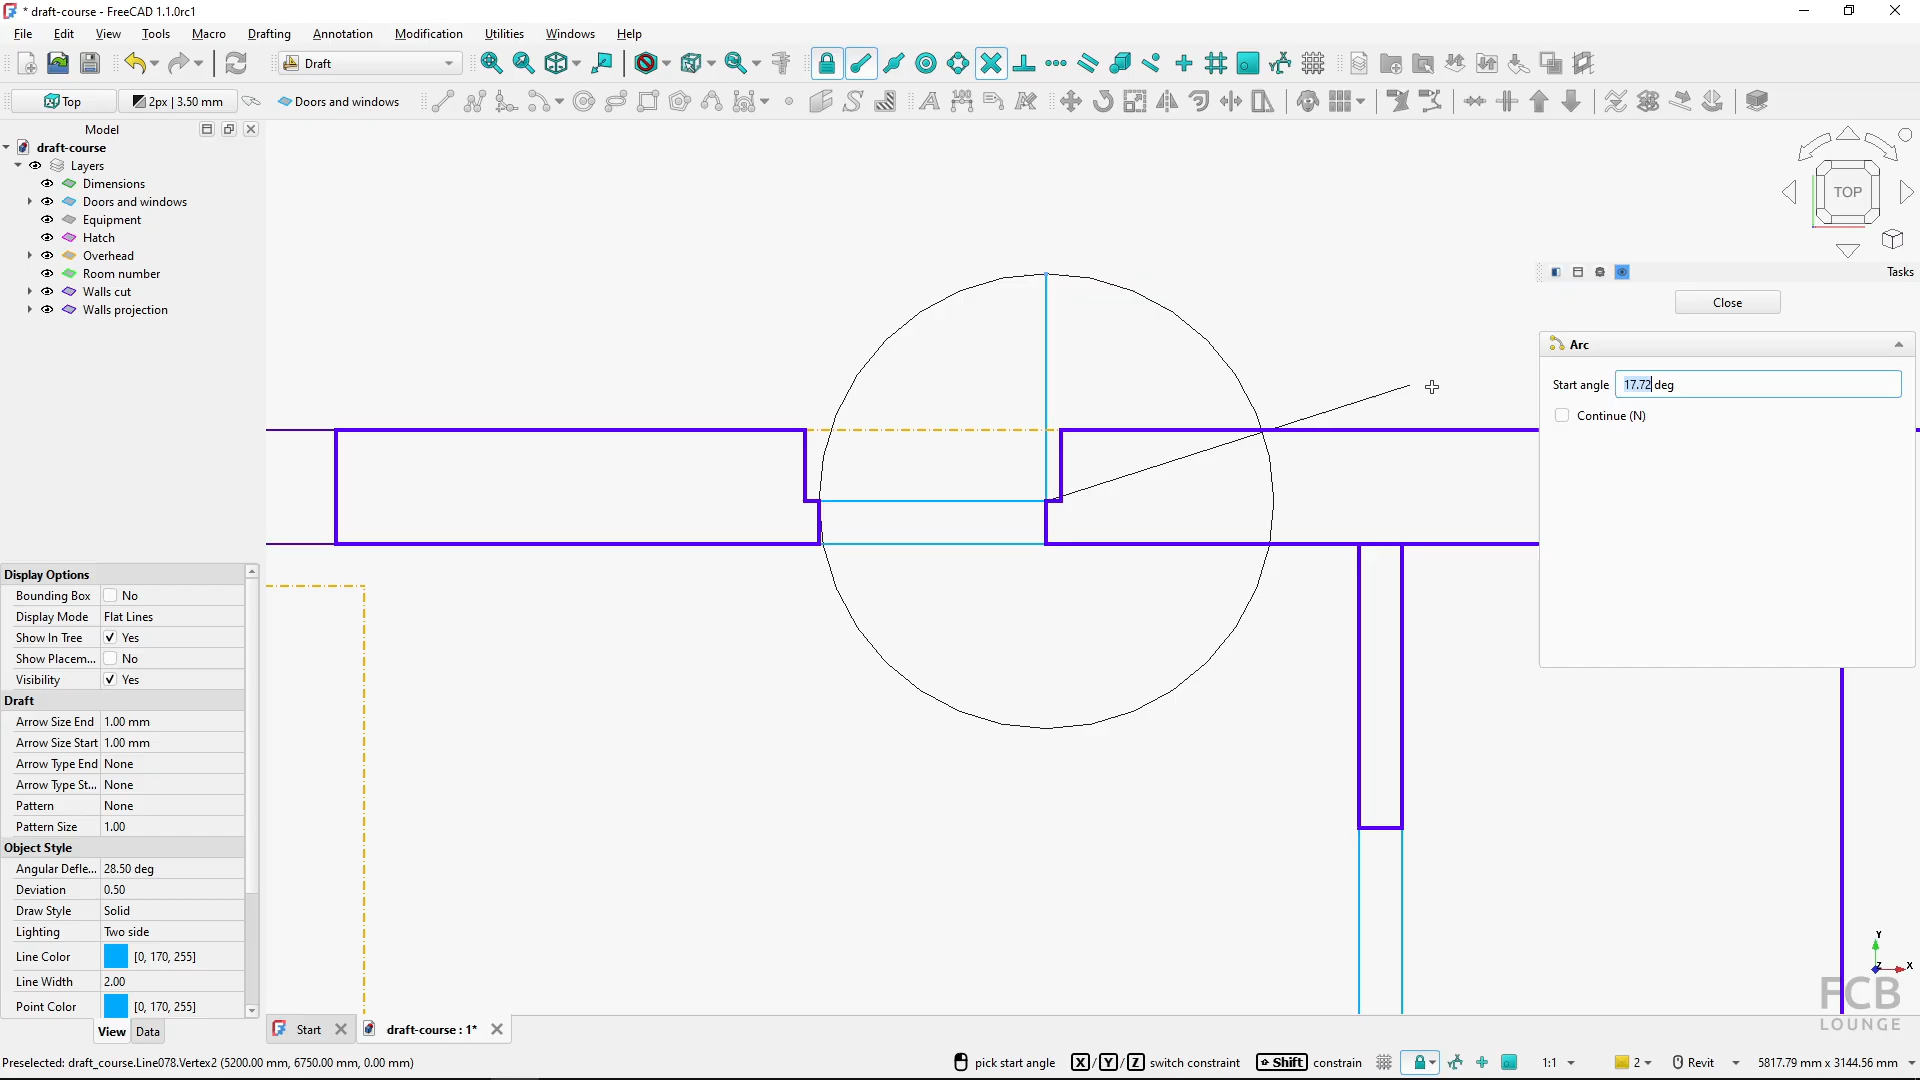 * draft-course - FreeCAD 1.1.0rc1
File Edit View Tools Macro Drafting Annotation Modification Utilities Windows Help
Draft
Top 2px | 3.50 mm Doors and windows
Model
draft-course
Layers
Dimensions
Doors and windows
Equipment
Hatch
Overhead
Room number
Walls cut
Walls projection
TOP
Tasks
Close
Arc
Start angle 17.72 deg
Continue (N)
Display Options
Bounding Box No
Display Mode Flat Lines
Show In Tree Yes
Show Placem... No
Visibility Yes
Draft
Arrow Size End 1.00 mm
Arrow Size Start 1.00 mm
Arrow Type End None
Arrow Type St... None
Pattern None
Pattern Size 1.00
Object Style
Angular Defle... 28.50 deg
Deviation 0.50
Draw Style Solid
Lighting Two side
Line Color [0, 170, 255]
Line Width 2.00
Point Color [0, 170, 255]
View Data
Start draft-course : 1*
Y
Z X
FCB
LOUNGE
Preselected: draft_course.Line078.Vertex2 (5200.00 mm, 6750.00 mm, 0.00 mm) pick start angle X/Y/Z switch constraint Shift constrain 1:1 2 Revit 5817.79 mm x 3144.56 mm